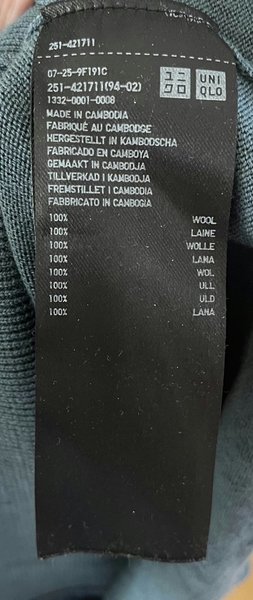 251-421711
07-25-9F191C
251-421711(94-02)
1332-0001-0008
UNI
QLO
MADE IN CAMBODIA
FABRIQUÉ AU CAMBODGE
HERGESTELLT IN KAMBODSCHA
FABRICADO EN CAMBOYA
GEMAAKT IN CAMBODJA
TILLVERKAD I KAMBODJA
FREMSTILLET I CAMBODIA
FABBRICATO IN CAMBOGIA
100% WOOL
100% LAINE
100% WOLLE
100% LANA
100% WOL
100% ULL
100% ULD
100% LANA